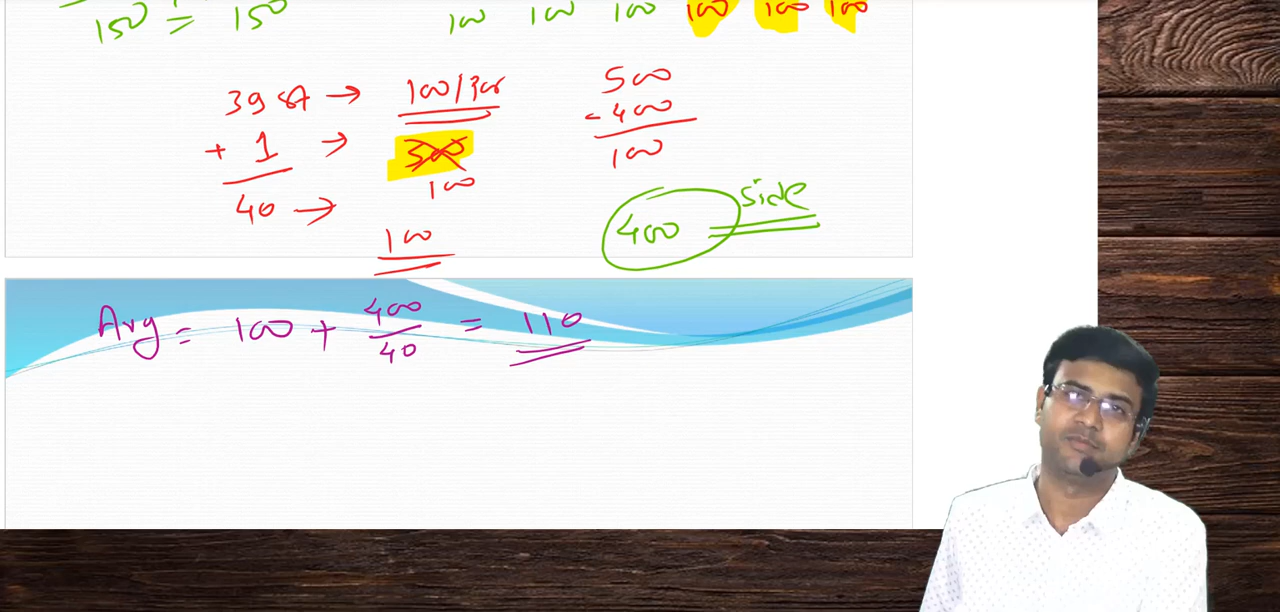 150 = 150
100 100 100 100 100 100
39 st → 100/300
500
+ 1 → 300
- 400
100
100
40 →
100
400 side
Avg = 100 + 400/40 = 110